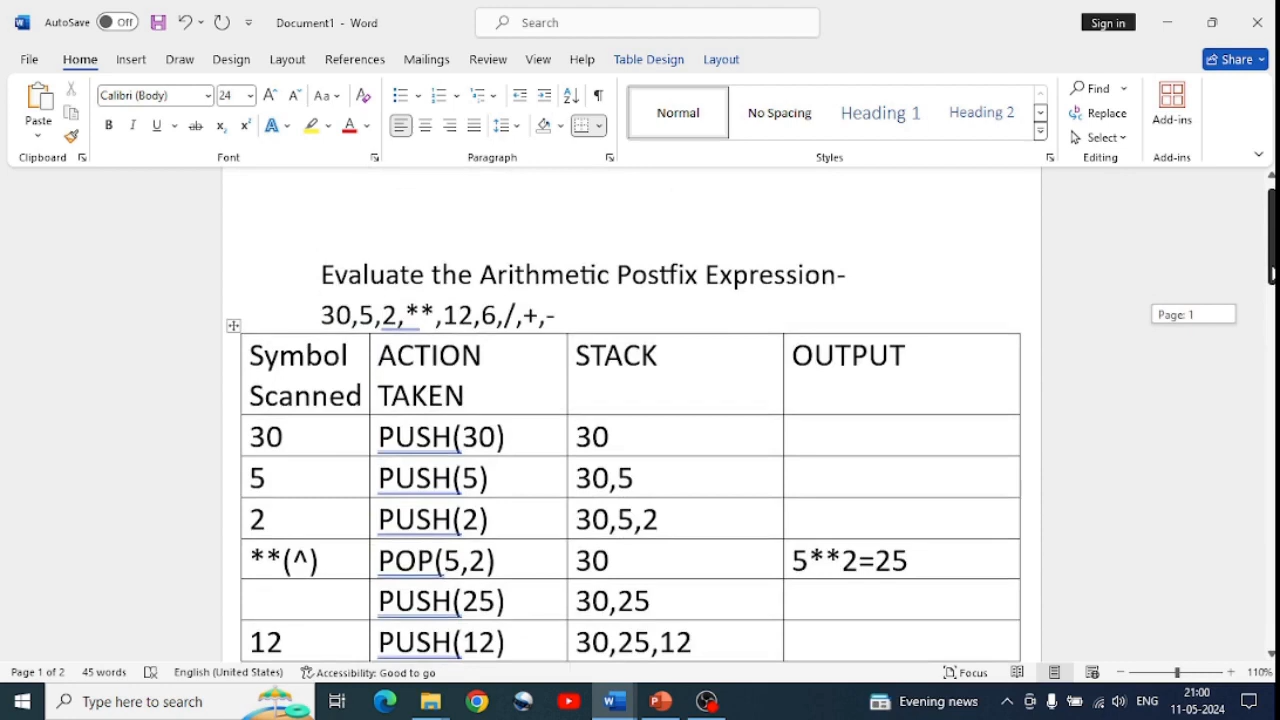 AutoSave Off Document1 - Word Search Sign in
File Home Insert Draw Design Layout References Mailings Review View Help Table Design Layout Share
Paste Calibri (Body) 24 A A Aa A Normal No Spacing Heading 1 Heading 2 Find Replace Select Add-ins
B I U ab x₂ x² A A
Clipboard Font Paragraph Styles Editing Add-ins
Evaluate the Arithmetic Postfix Expression-
30,5,2,**,12,6,/,+,-
Page: 1
Symbol Scanned ACTION TAKEN STACK OUTPUT
30 PUSH(30) 30
5 PUSH(5) 30,5
2 PUSH(2) 30,5,2
**(^) POP(5,2) 30 5**2=25
PUSH(25) 30,25
12 PUSH(12) 30,25,12
Page 1 of 2 45 words English (United States) Accessibility: Good to go Focus 110%
Type here to search Evening news ENG 21:00
11-05-2024